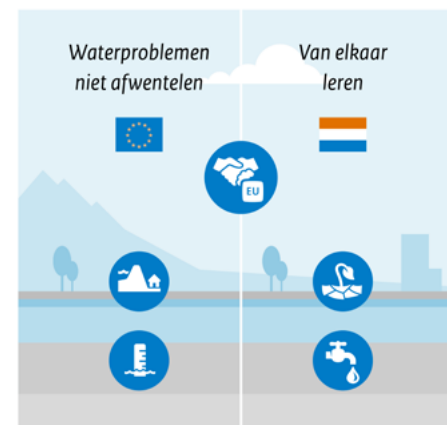 Waterproblemen
niet afwentelen
Van elkaar
leren
EU